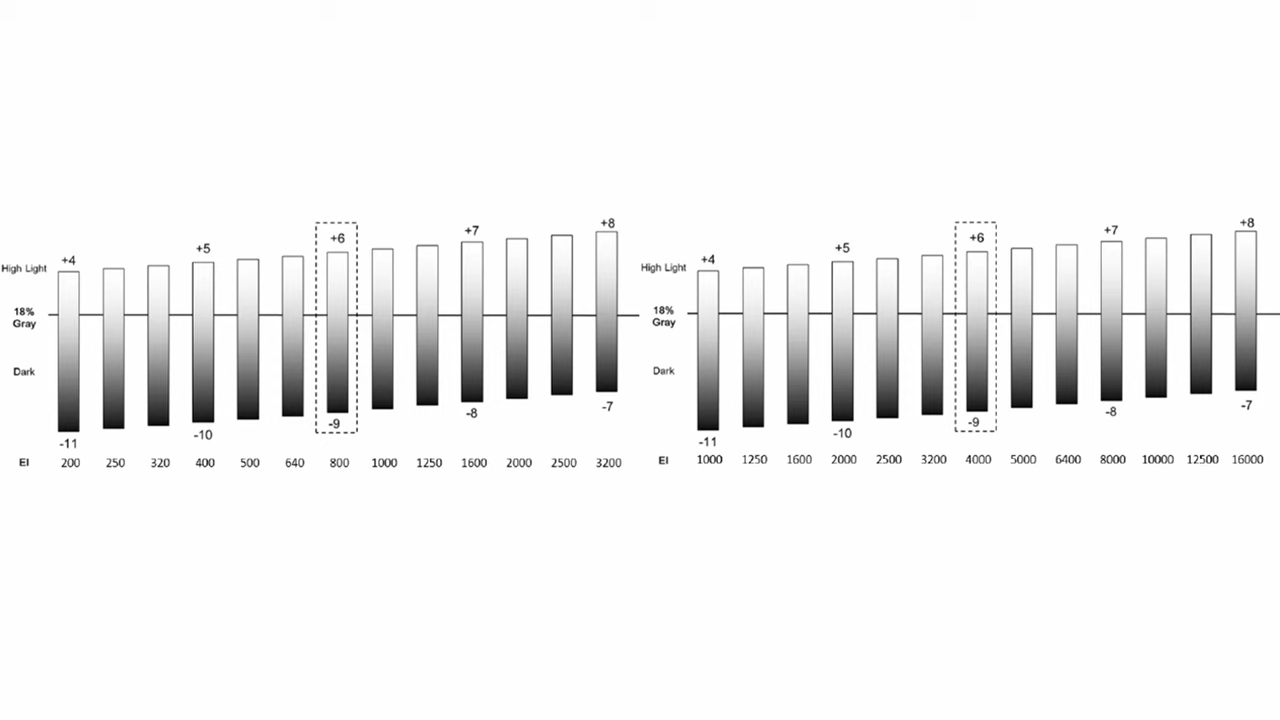 +4 +5 +6 +7 +8
High Light
18%
Gray
Dark
-11 -10 -9 -8 -7
EI 200 250 320 400 500 640 800 1000 1250 1600 2000 2500 3200
+4 +5 +6 +7 +8
High Light
18%
Gray
Dark
-11 -10 -9 -8 -7
EI 1000 1250 1600 2000 2500 3200 4000 5000 6400 8000 10000 12500 16000